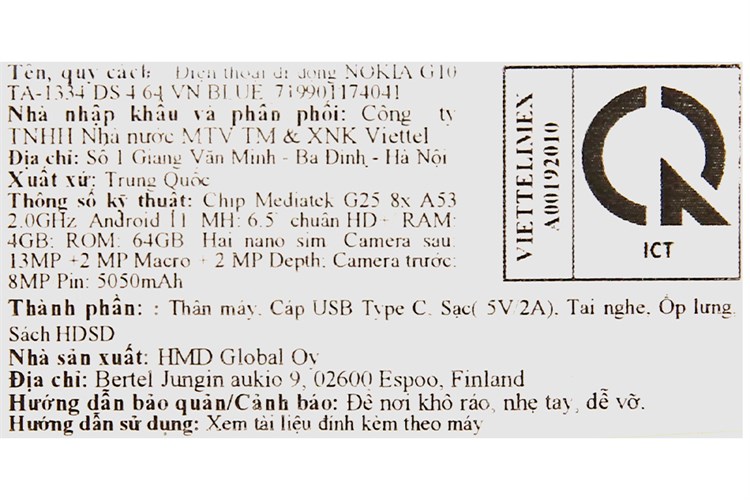 Tên, quy cách: Điện thoại di động NOKIA G10
TA-1334 DS 4 64 VN BLUE 719901174041
Nhà nhập khẩu và phân phối: Công ty
TNHH Nhà nước MTV TM & XNK Viettel
Địa chỉ: Số 1 Giang Văn Minh - Ba Đình - Hà Nội
Xuất xứ: Trung Quốc
Thông số kỹ thuật: Chip Mediatek G25 8x A53
2.0GHz Android 11 MH: 6.5 chuẩn HD+ RAM:
4GB: ROM: 64GB Hai nano sim Camera sau
13MP +2 MP Macro + 2 MP Depth: Camera trước:
8MP Pin: 5050mAh
Thành phần: : Thân máy. Cáp USB Type C. Sạc( 5V/2A). Tai nghe. Ốp lưng.
Sách HDSD
Nhà sản xuất: HMD Global Oy
Địa chỉ: Bertel Jungin aukio 9, 02600 Espoo, Finland
Hướng dẫn bảo quản/Cảnh báo: Để nơi khô ráo, nhẹ tay, dễ vỡ.
Hướng dẫn sử dụng: Xem tài liệu đính kèm theo máy
VIETTELIMEX
A00192010
ICT